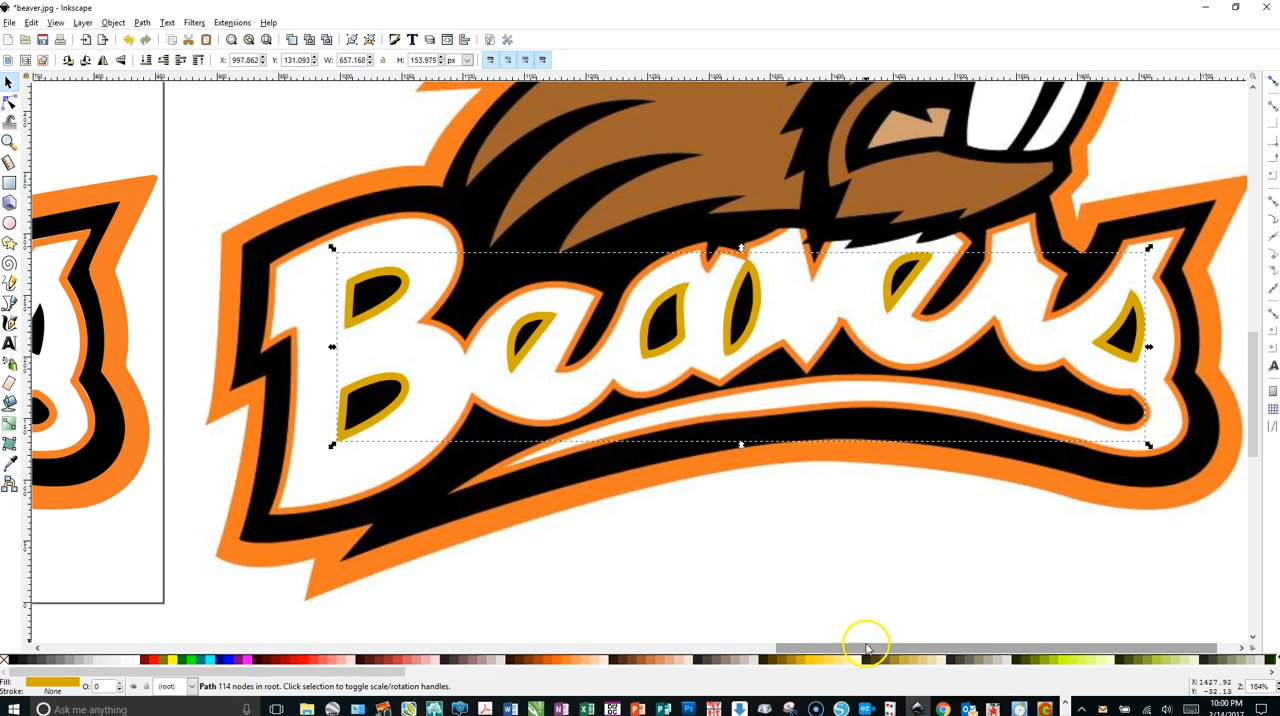 *beaver.jpg - Inkscape
File Edit View Layer Object Path Text Filters Extensions Help
X: 997.862 Y: 131.093 W: 657.168 H: 153.979 px
Beavers
Fill:
Stroke: None
O: 0
(root)
Path 114 nodes in root. Click selection to toggle scale/rotation handles.
X: 1427.92
Y: -32.13
Z: 184%
Ask me anything
10:00 PM
3/14/2017